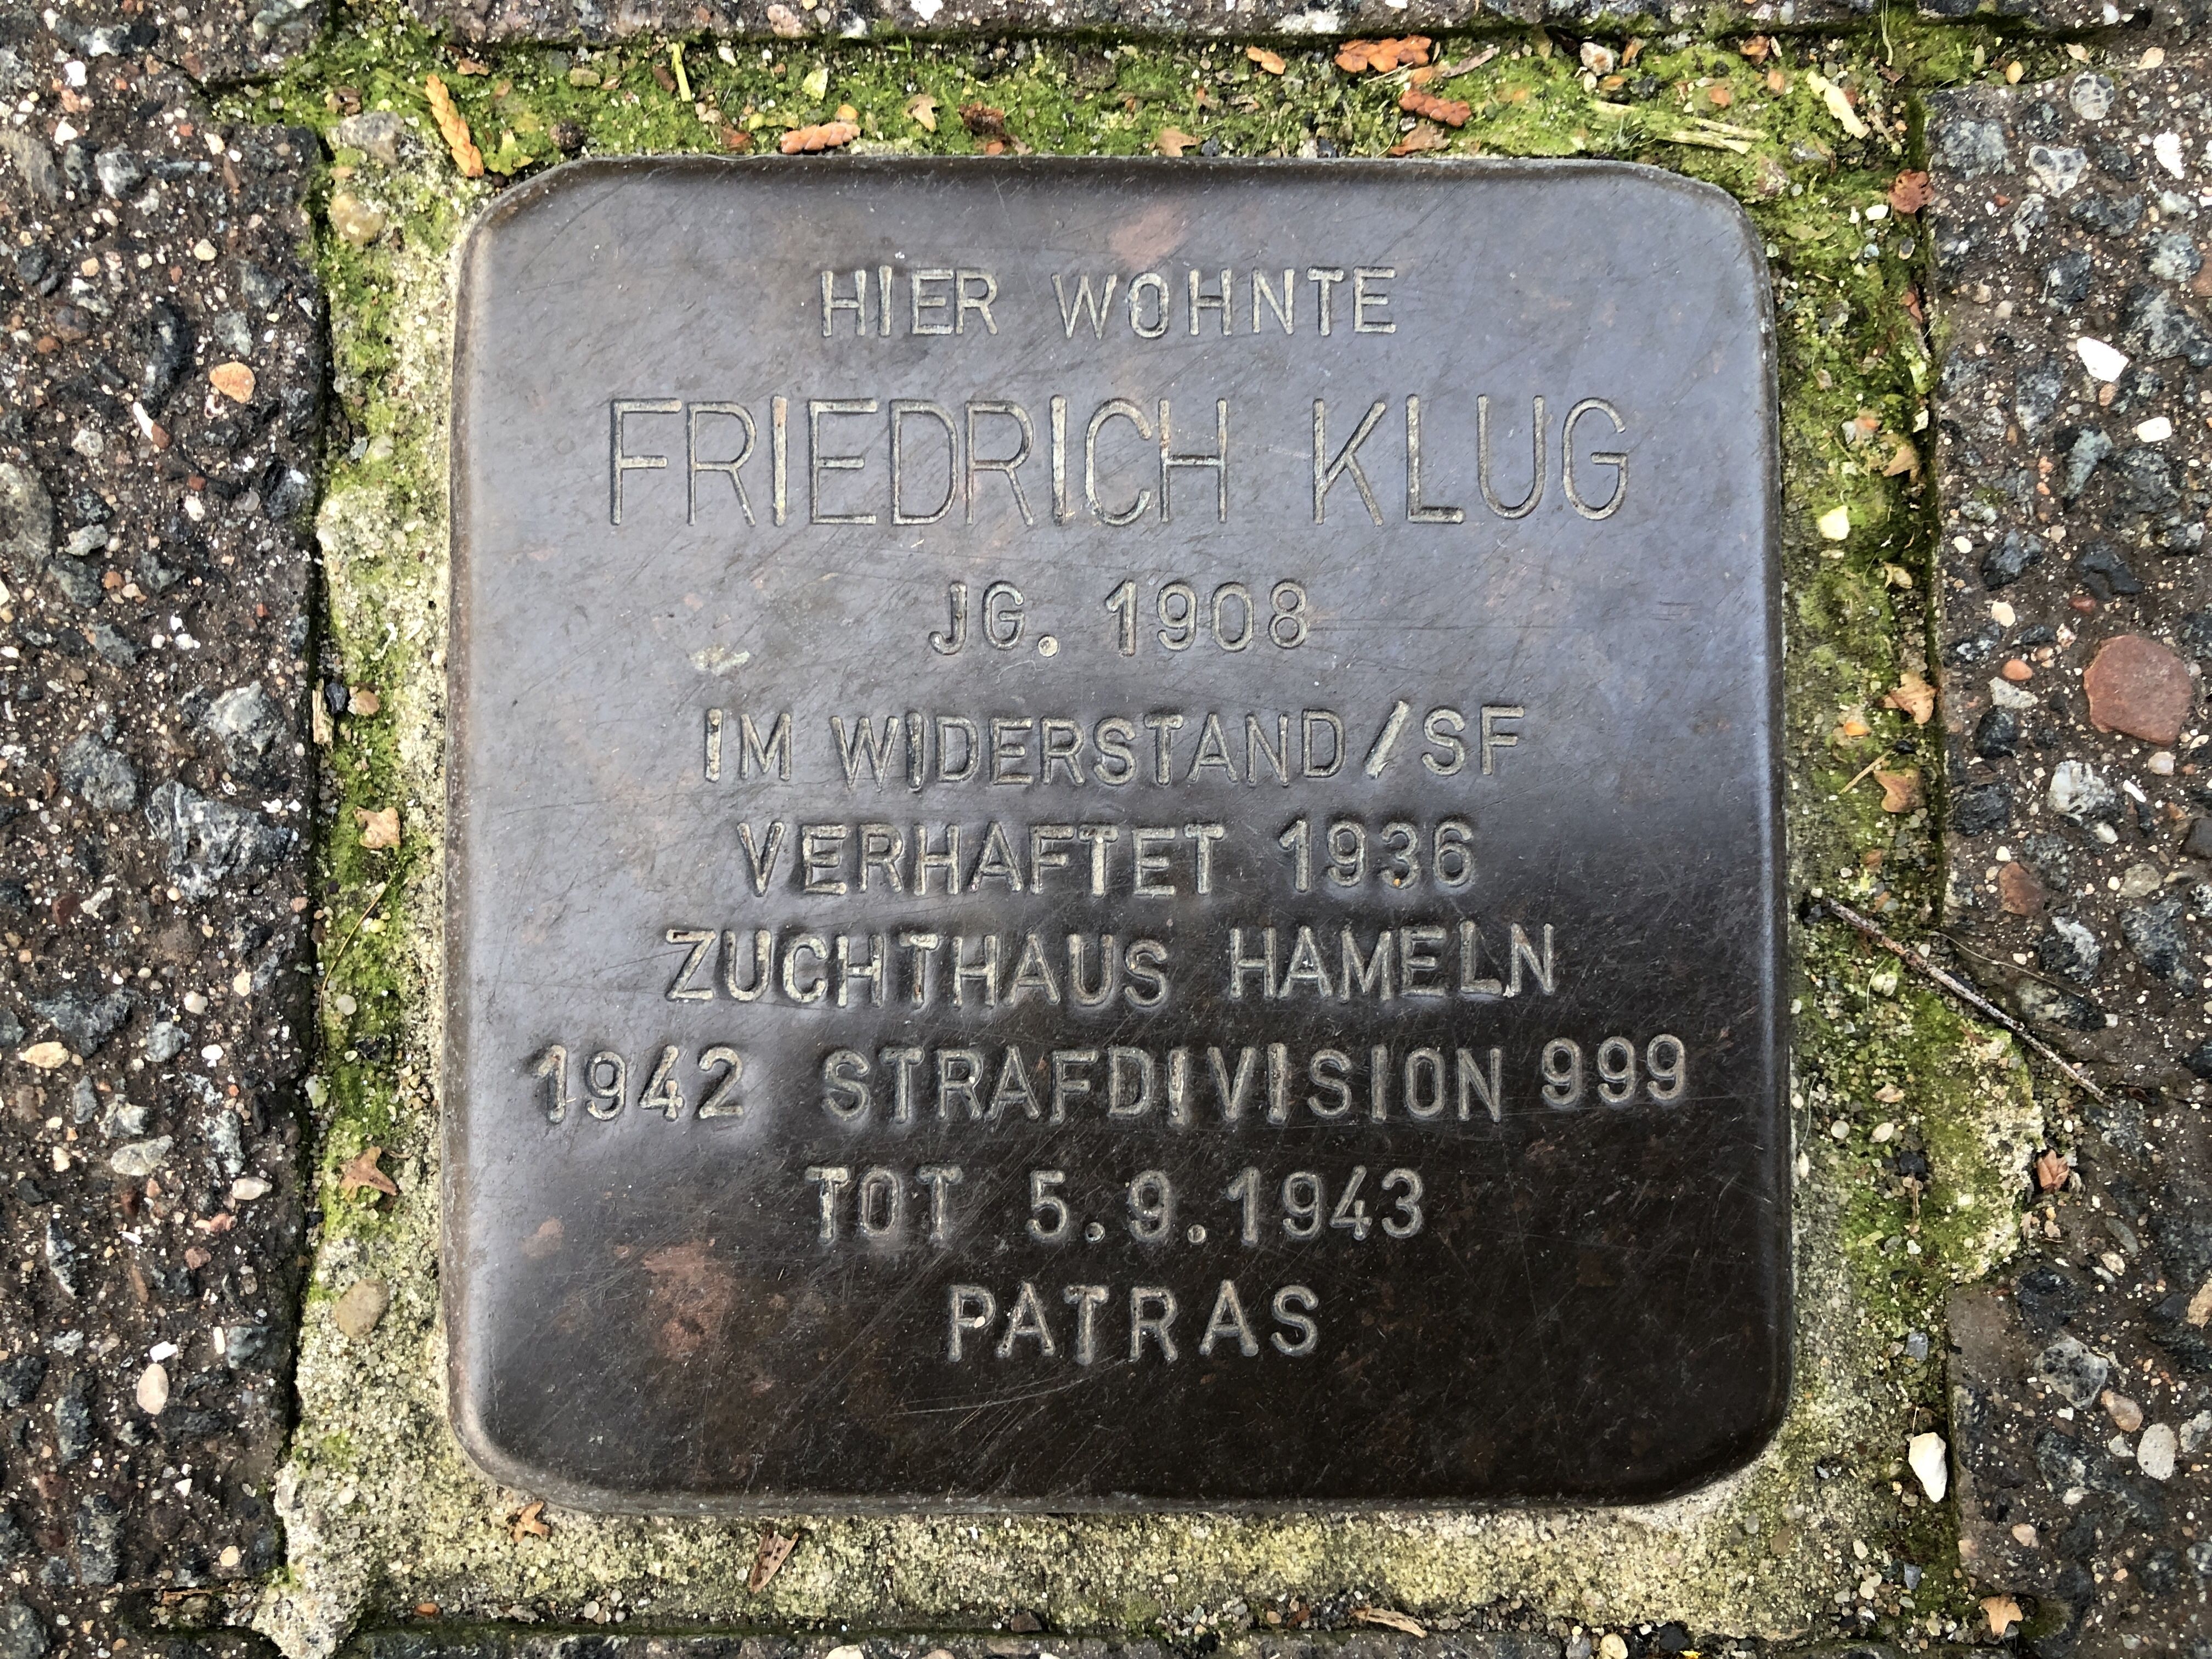 HIER WOHNTE
FRIEDRICH KLUG
JG. 1908
IM WIDERSTAND/SF
VERHAFTET 1936
ZUCHTHAUS HAMELN
1942 STRAFDIVISION 999
TOT 5.9.1943
PATRAS